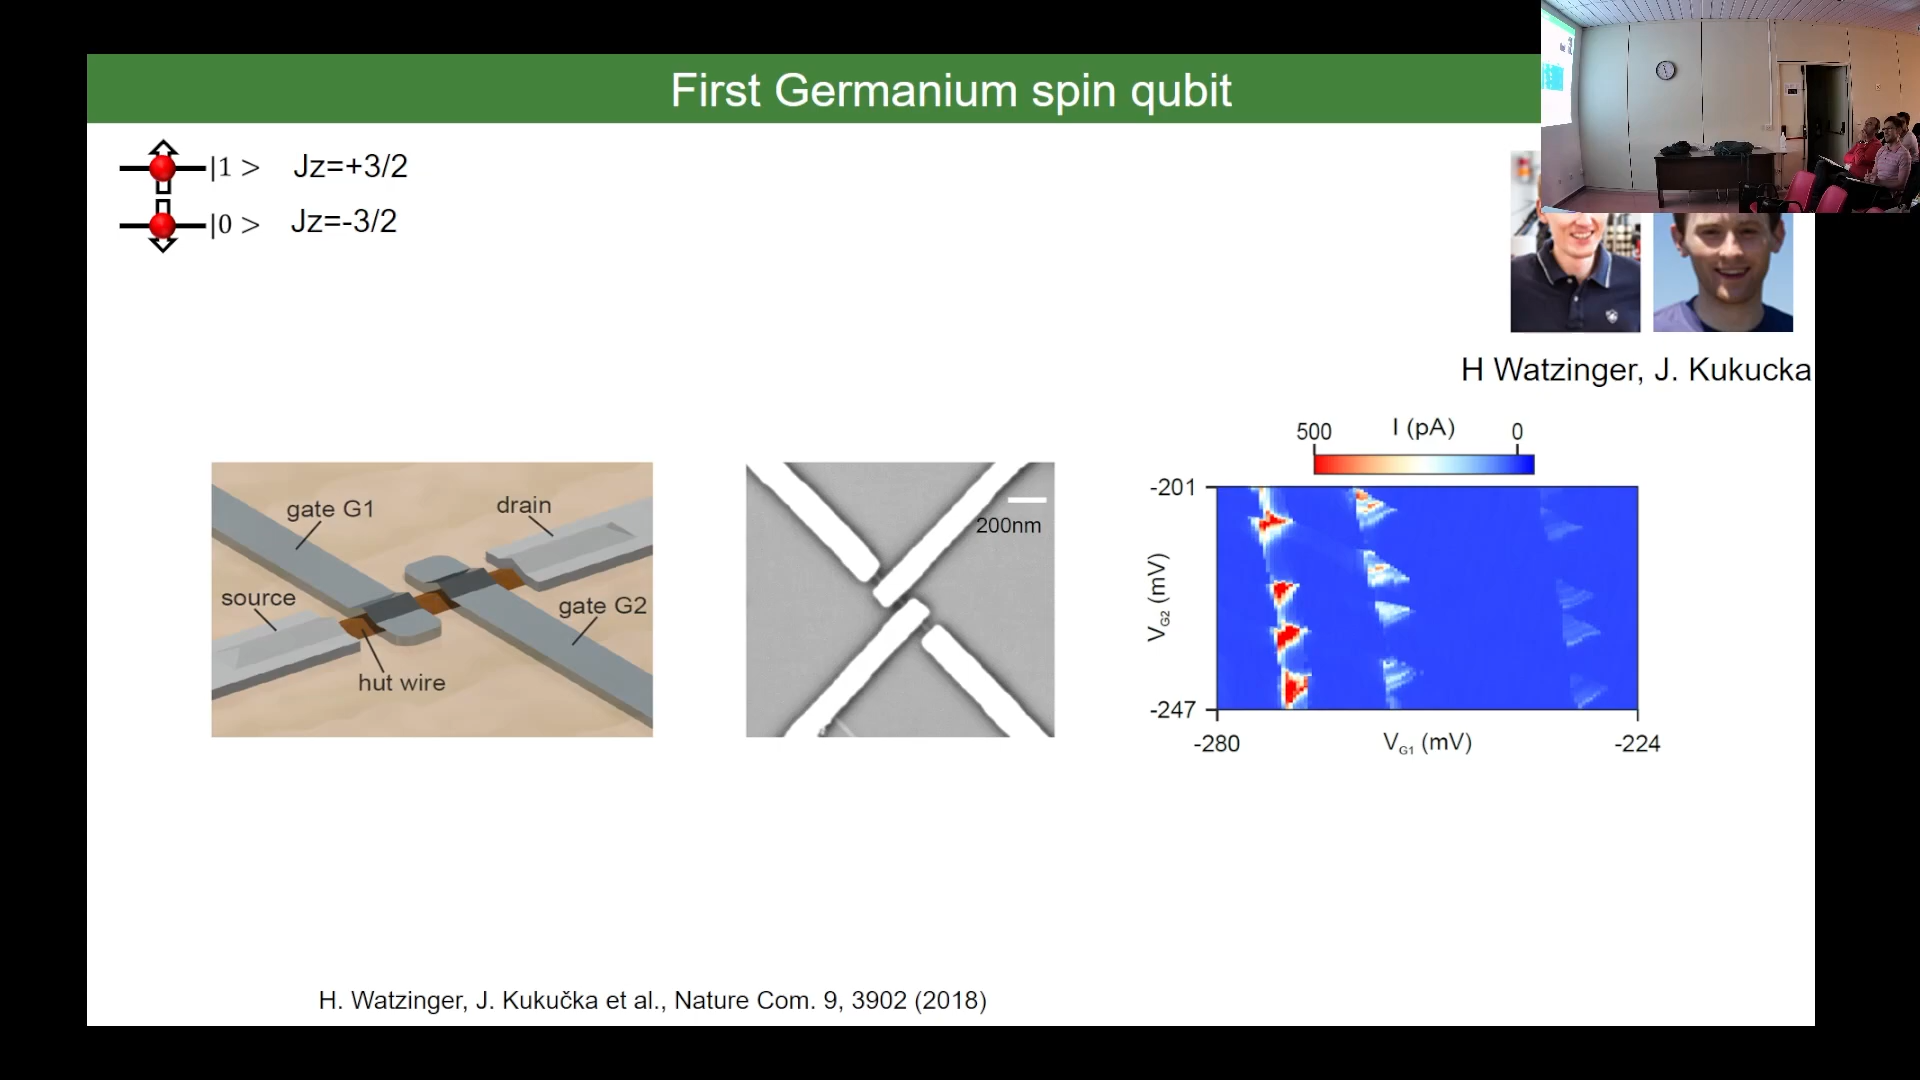 First Germanium spin qubit
|1 > Jz=+3/2
|0 > Jz=-3/2
H Watzinger, J. Kukucka
gate G1
drain
source
gate G2
hut wire
200nm
500 I (pA) 0
-201
V_G2 (mV)
-247
-280 V_G1 (mV) -224
H. Watzinger, J. Kukučka et al., Nature Com. 9, 3902 (2018)